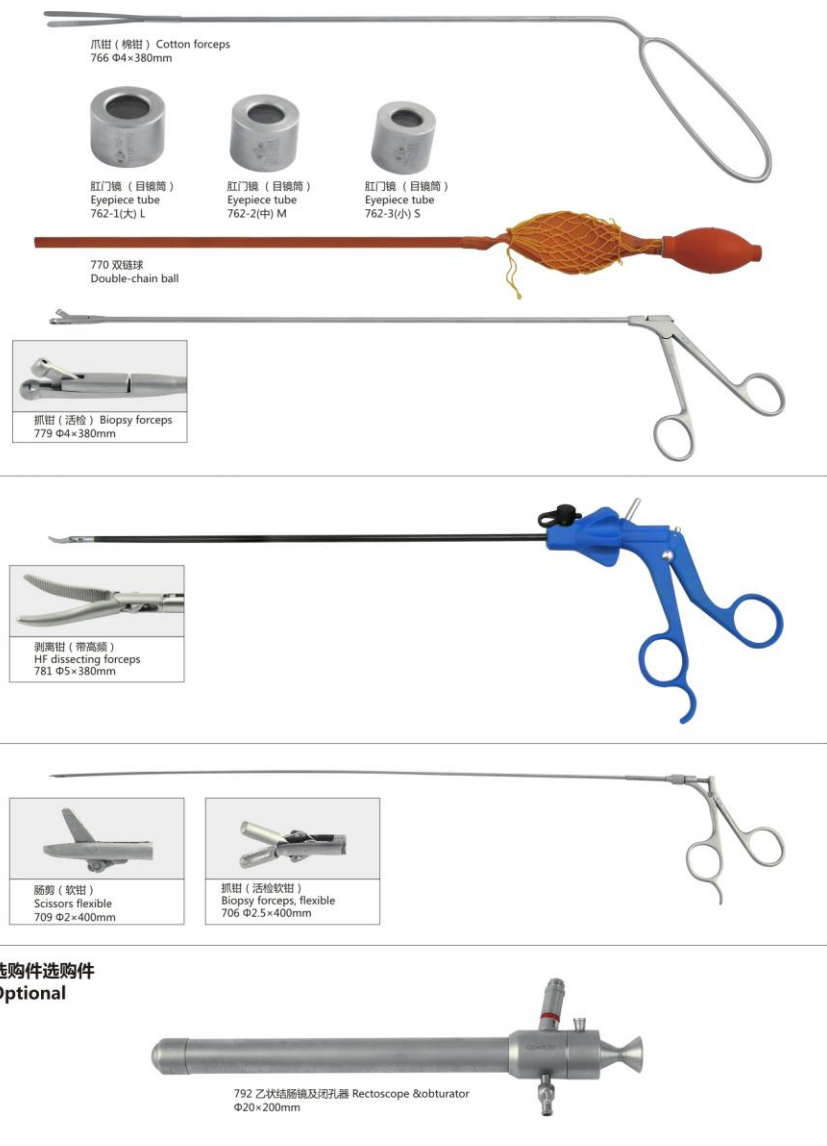 爪钳（棉钳）Cotton forceps
766 Φ4×380mm
肛门镜 （目镜筒）
Eyepiece tube
762-1(大) L
肛门镜 （目镜筒）
Eyepiece tube
762-2(中) M
肛门镜 （目镜筒）
Eyepiece tube
762-3(小) S
770 双链球
Double-chain ball
抓钳（活检）Biopsy forceps
779 Φ4×380mm
剥离钳（带高频）
HF dissecting forceps
781 Φ5×380mm
肠剪（软钳）
Scissors flexible
709 Φ2×400mm
抓钳（活检软钳）
Biopsy forceps, flexible
706 Φ2.5×400mm
选购件选购件
Optional
792 乙状结肠镜及闭孔器 Rectoscope &obturator
Φ20×200mm